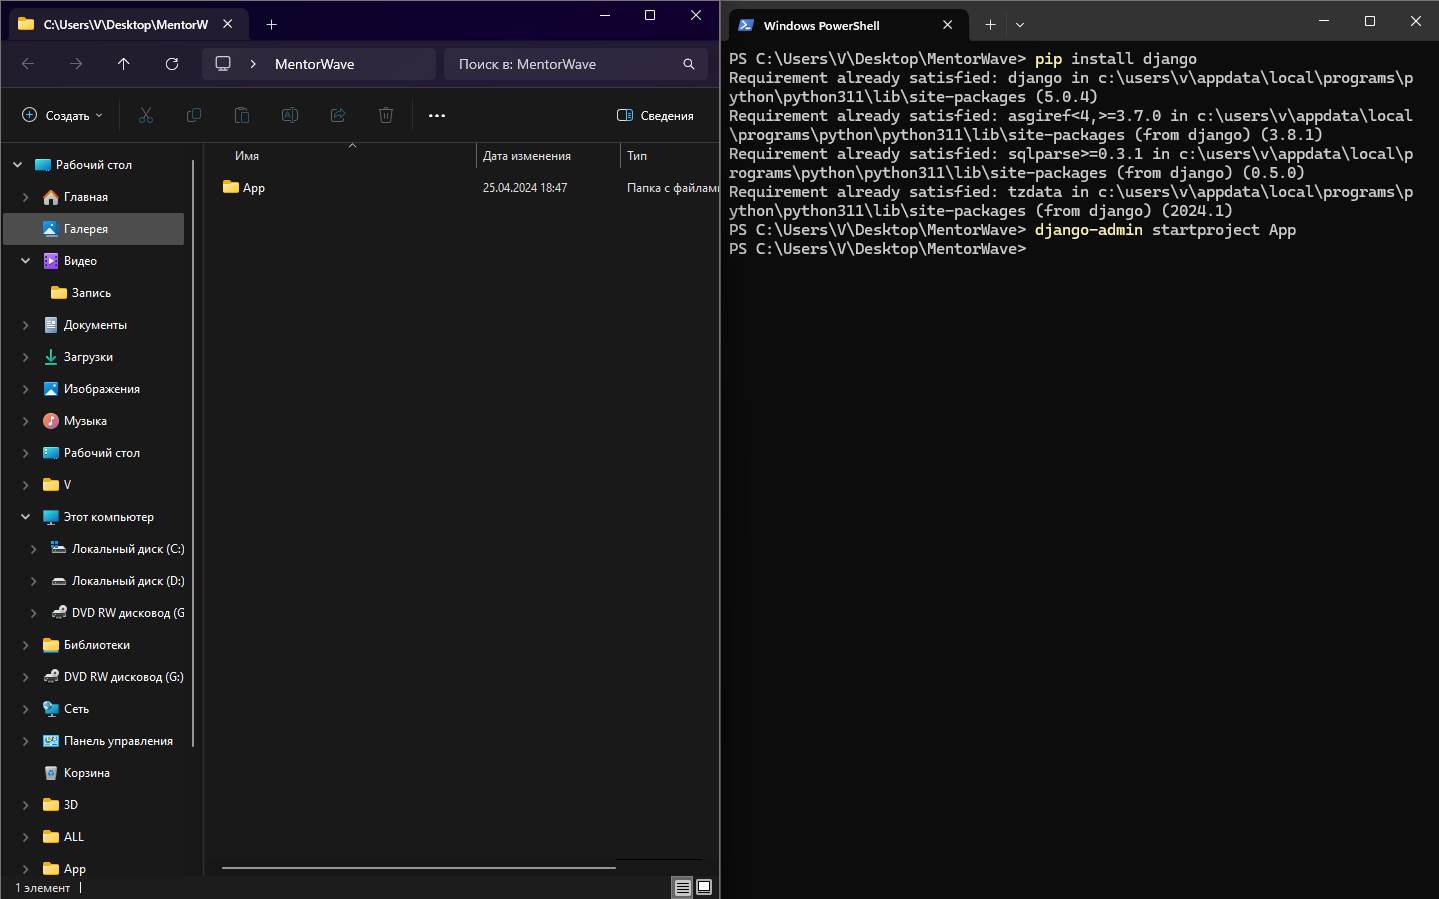 C:\Users\V\Desktop\MentorW
MentorWave
Поиск в: MentorWave
Создать
Сведения
Рабочий стол
Главная
Галерея
Видео
Запись
Документы
Загрузки
Изображения
Музыка
Рабочий стол
V
Этот компьютер
Локальный диск (C:)
Локальный диск (D:)
DVD RW дисковод (G
Библиотеки
DVD RW дисковод (G:)
Сеть
Панель управления
Корзина
3D
ALL
App
Имя Дата изменения Тип
App 25.04.2024 18:47 Папка с файлами
1 элемент
Windows PowerShell
PS C:\Users\V\Desktop\MentorWave> pip install django
Requirement already satisfied: django in c:\users\v\appdata\local\programs\p
ython\python311\lib\site-packages (5.0.4)
Requirement already satisfied: asgiref<4,>=3.7.0 in c:\users\v\appdata\local
\programs\python\python311\lib\site-packages (from django) (3.8.1)
Requirement already satisfied: sqlparse>=0.3.1 in c:\users\v\appdata\local\p
rograms\python\python311\lib\site-packages (from django) (0.5.0)
Requirement already satisfied: tzdata in c:\users\v\appdata\local\programs\p
ython\python311\lib\site-packages (from django) (2024.1)
PS C:\Users\V\Desktop\MentorWave> django-admin startproject App
PS C:\Users\V\Desktop\MentorWave>